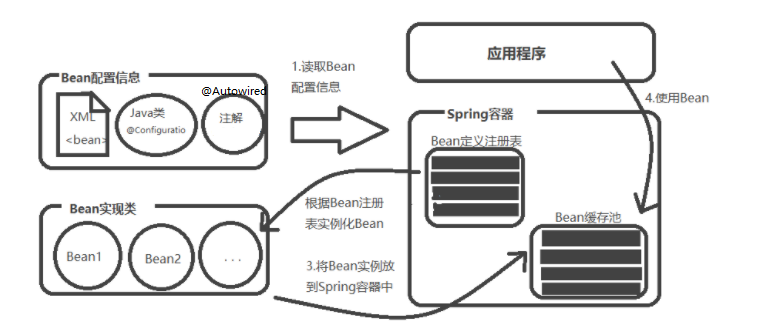 Bean配置信息
XML
<bean>
Java类
@Configuratio
@Autowired
注解
1.读取Bean
配置信息
应用程序
4.使用Bean
Spring容器
Bean定义注册表
Bean缓存池
根据Bean注册
表实例化Bean
Bean实现类
Bean1
Bean2
...
3.将Bean实例放
到Spring容器中